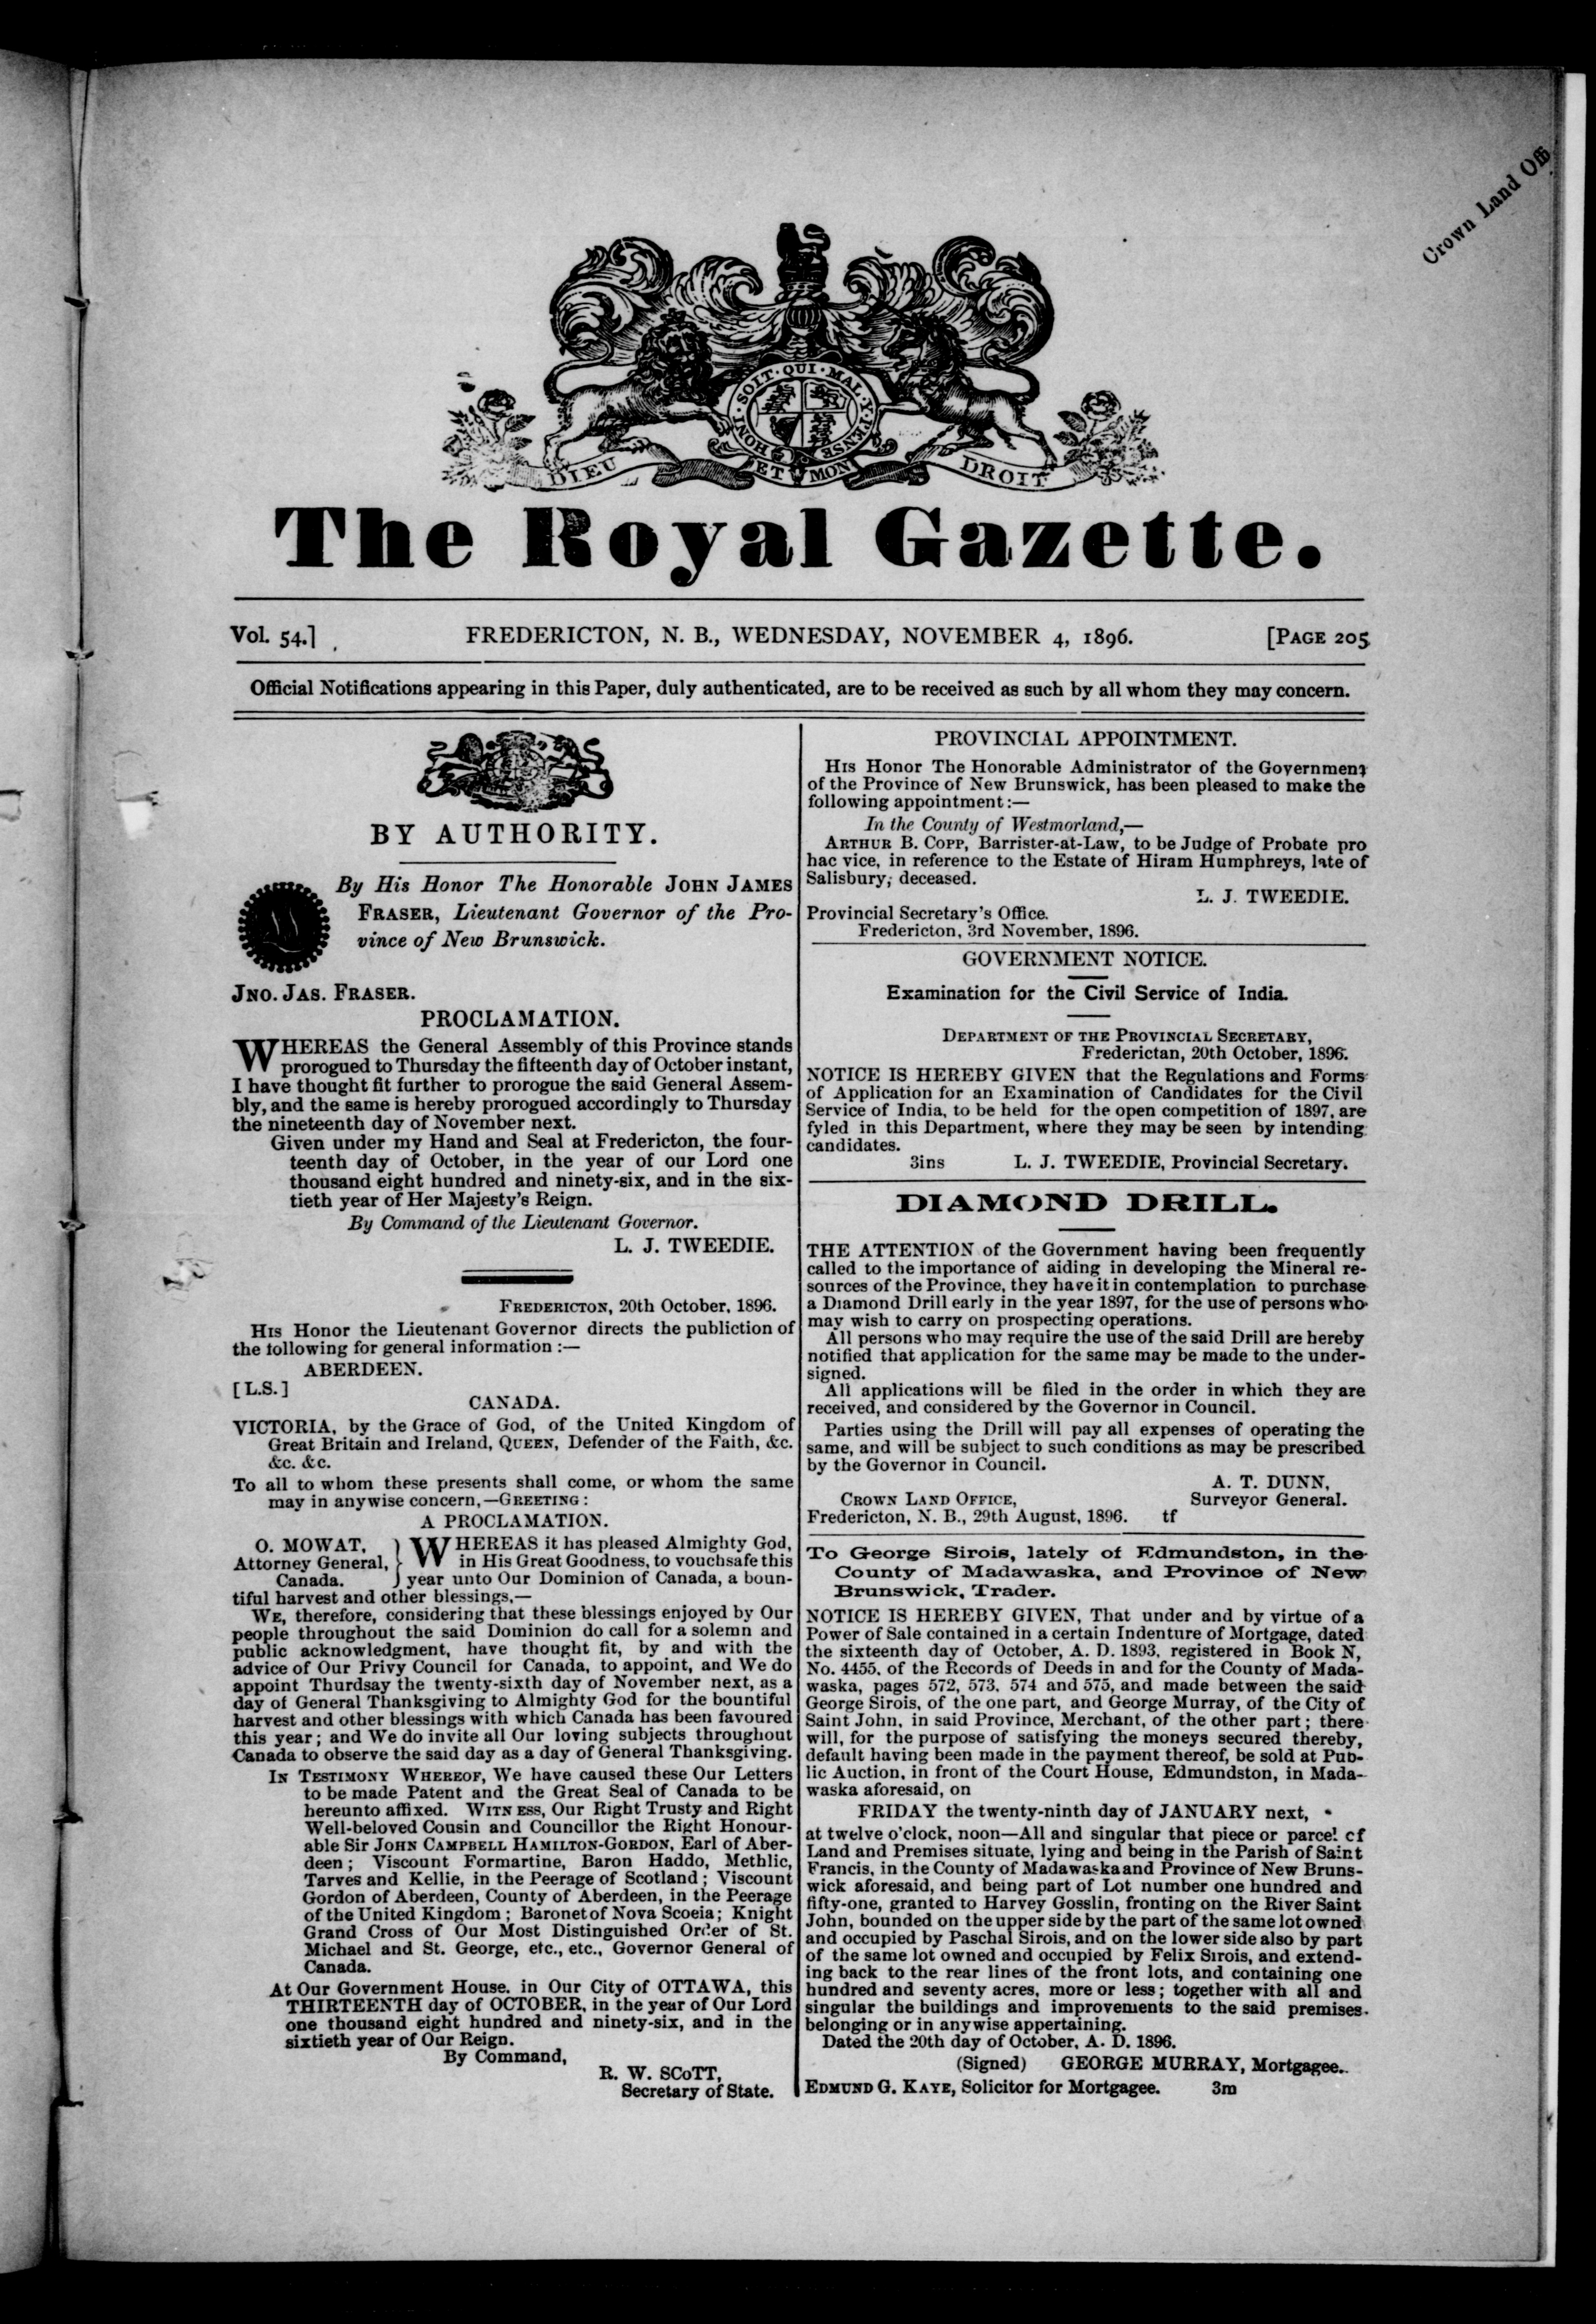 Crown Land Offi
HONI · SOIT · QUI · MAL · Y · PENSE
DIEU ET MON DROIT
The Royal Gazette.
Vol. 54.] FREDERICTON, N. B., WEDNESDAY, NOVEMBER 4, 1896. [PAGE 205
Official Notifications appearing in this Paper, duly authenticated, are to be received as such by all whom they may concern.
BY AUTHORITY.
By His Honor The Honorable JOHN JAMES
FRASER, Lieutenant Governor of the Pro-
vince of New Brunswick.
JNO. JAS. FRASER.
PROCLAMATION.
WHEREAS the General Assembly of this Province stands
prorogued to Thursday the fifteenth day of October instant,
I have thought fit further to prorogue the said General Assem-
bly, and the same is hereby prorogued accordingly to Thursday
the nineteenth day of November next.
Given under my Hand and Seal at Fredericton, the four-
teenth day of October, in the year of our Lord one
thousand eight hundred and ninety-six, and in the six-
tieth year of Her Majesty's Reign.
By Command of the Lieutenant Governor.
L. J. TWEEDIE.
FREDERICTON, 20th October, 1896.
HIS Honor the Lieutenant Governor directs the publiction of
the following for general information :—
ABERDEEN.
[L.S.]
CANADA.
VICTORIA, by the Grace of God, of the United Kingdom of
Great Britain and Ireland, QUEEN, Defender of the Faith, &c.
&c. &c.
To all to whom these presents shall come, or whom the same
may in anywise concern,—GREETING :
A PROCLAMATION.
O. MOWAT, } WHEREAS it has pleased Almighty God,
Attorney General, } in His Great Goodness, to vouchsafe this
Canada. } year unto Our Dominion of Canada, a boun-
tiful harvest and other blessings,—
WE, therefore, considering that these blessings enjoyed by Our
people throughout the said Dominion do call for a solemn and
public acknowledgment, have thought fit, by and with the
advice of Our Privy Council for Canada, to appoint, and We do
appoint Thurdsay the twenty-sixth day of November next, as a
day of General Thanksgiving to Almighty God for the bountiful
harvest and other blessings with which Canada has been favoured
this year; and We do invite all Our loving subjects throughout
Canada to observe the said day as a day of General Thanksgiving.
IN TESTIMONY WHEREOF, We have caused these Our Letters
to be made Patent and the Great Seal of Canada to be
hereunto affixed. WITNESS, Our Right Trusty and Right
Well-beloved Cousin and Councillor the Right Honour-
able Sir JOHN CAMPBELL HAMILTON-GORDON, Earl of Aber-
deen; Viscount Formartine, Baron Haddo, Methlic,
Tarves and Kellie, in the Peerage of Scotland; Viscount
Gordon of Aberdeen, County of Aberdeen, in the Peerage
of the United Kingdom; Baronet of Nova Scoeia; Knight
Grand Cross of Our Most Distinguished Order of St.
Michael and St. George, etc., etc., Governor General of
Canada.
At Our Government House, in Our City of OTTAWA, this
THIRTEENTH day of OCTOBER, in the year of Our Lord
one thousand eight hundred and ninety-six, and in the
sixtieth year of Our Reign.
By Command,
R. W. SCOTT,
Secretary of State.
PROVINCIAL APPOINTMENT.
HIS Honor The Honorable Administrator of the Government
of the Province of New Brunswick, has been pleased to make the
following appointment :—
In the County of Westmorland,—
ARTHUR B. COPP, Barrister-at-Law, to be Judge of Probate pro
hac vice, in reference to the Estate of Hiram Humphreys, late of
Salisbury, deceased.
L. J. TWEEDIE.
Provincial Secretary's Office.
Fredericton, 3rd November, 1896.
GOVERNMENT NOTICE.
Examination for the Civil Service of India.
DEPARTMENT OF THE PROVINCIAL SECRETARY,
Federictan, 20th October, 1896.
NOTICE IS HEREBY GIVEN that the Regulations and Forms
of Application for an Examination of Candidates for the Civil
Service of India, to be held for the open competition of 1897, are
fyled in this Department, where they may be seen by intending
candidates.
3ins L. J. TWEEDIE, Provincial Secretary.
DIAMOND DRILL.
THE ATTENTION of the Government having been frequently
called to the importance of aiding in developing the Mineral re-
sources of the Province, they have it in contemplation to purchase
a Diamond Drill early in the year 1897, for the use of persons who
may wish to carry on prospecting operations.
All persons who may require the use of the said Drill are hereby
notified that application for the same may be made to the under-
signed.
All applications will be filed in the order in which they are
received, and considered by the Governor in Council.
Parties using the Drill will pay all expenses of operating the
same, and will be subject to such conditions as may be prescribed
by the Governor in Council.
A. T. DUNN,
CROWN LAND OFFICE, Surveyor General.
Fredericton, N. B., 29th August, 1896. tf
To George Sirois, lately of Edmundston, in the
County of Madawaska, and Province of New
Brunswick, Trader.
NOTICE IS HEREBY GIVEN, That under and by virtue of a
Power of Sale contained in a certain Indenture of Mortgage, dated
the sixteenth day of October, A. D. 1893, registered in Book N,
No. 4455, of the Records of Deeds in and for the County of Mada-
waska, pages 572, 573, 574 and 575, and made between the said
George Sirois, of the one part, and George Murray, of the City of
Saint John, in said Province, Merchant, of the other part; there
will, for the purpose of satisfying the moneys secured thereby,
default having been made in the payment thereof, be sold at Pub-
lic Auction, in front of the Court House, Edmundston, in Mada-
waska aforesaid, on
FRIDAY the twenty-ninth day of JANUARY next,
at twelve o'clock, noon—All and singular that piece or parcel of
Land and Premises situate, lying and being in the Parish of Saint
Francis, in the County of Madawaska and Province of New Bruns-
wick aforesaid, and being part of Lot number one hundred and
fifty-one, granted to Harvey Gosslin, fronting on the River Saint
John, bounded on the upper side by the part of the same lot owned
and occupied by Paschal Sirois, and on the lower side also by part
of the same lot owned and occupied by Felix Sirois, and extend-
ing back to the rear lines of the front lots, and containing one
hundred and seventy acres, more or less; together with all and
singular the buildings and improvements to the said premises
belonging or in anywise appertaining.
Dated the 20th day of October, A. D. 1896.
(Signed) GEORGE MURRAY, Mortgagee.
EDMUND G. KAYE, Solicitor for Mortgagee. 3m